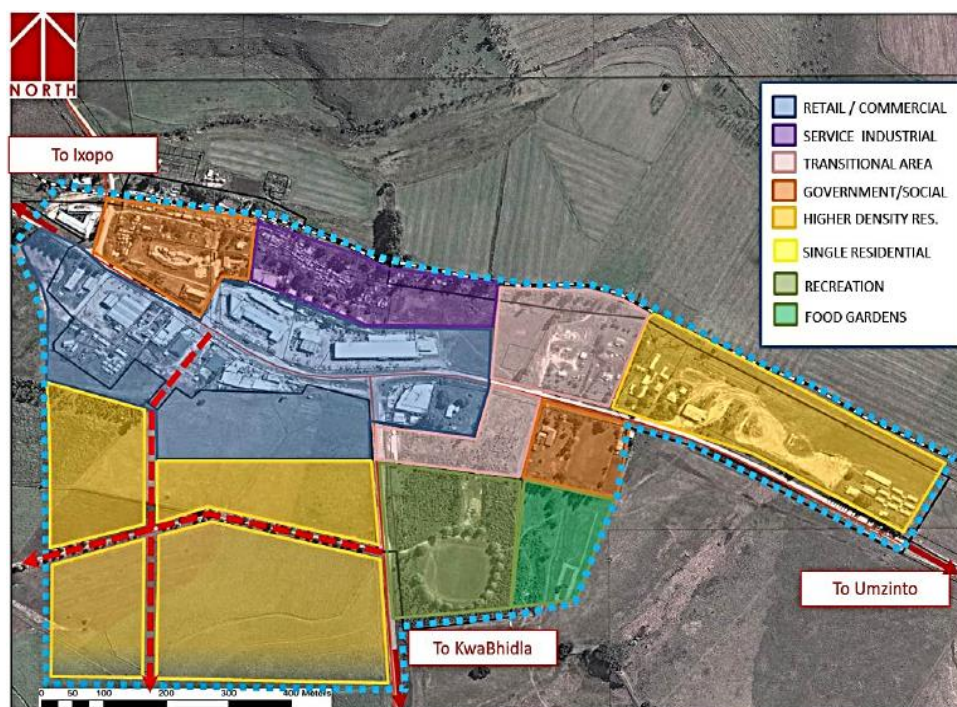 NORTH
To Ixopo
RETAIL / COMMERCIAL
SERVICE INDUSTRIAL
TRANSITIONAL AREA
GOVERNMENT/SOCIAL
HIGHER DENSITY RES.
SINGLE RESIDENTIAL
RECREATION
FOOD GARDENS
To Umzinto
To KwaBhidla
0 50 100 200 300 400 Meters